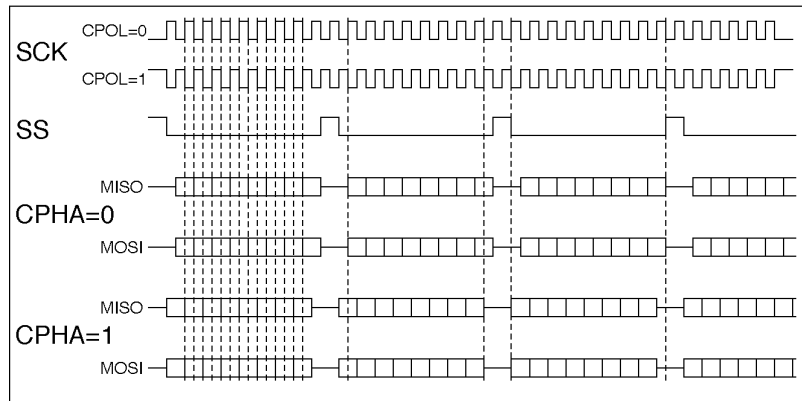 CPOL=0
SCK
CPOL=1
SS
MISO
CPHA=0
MOSI
MISO
CPHA=1
MOSI